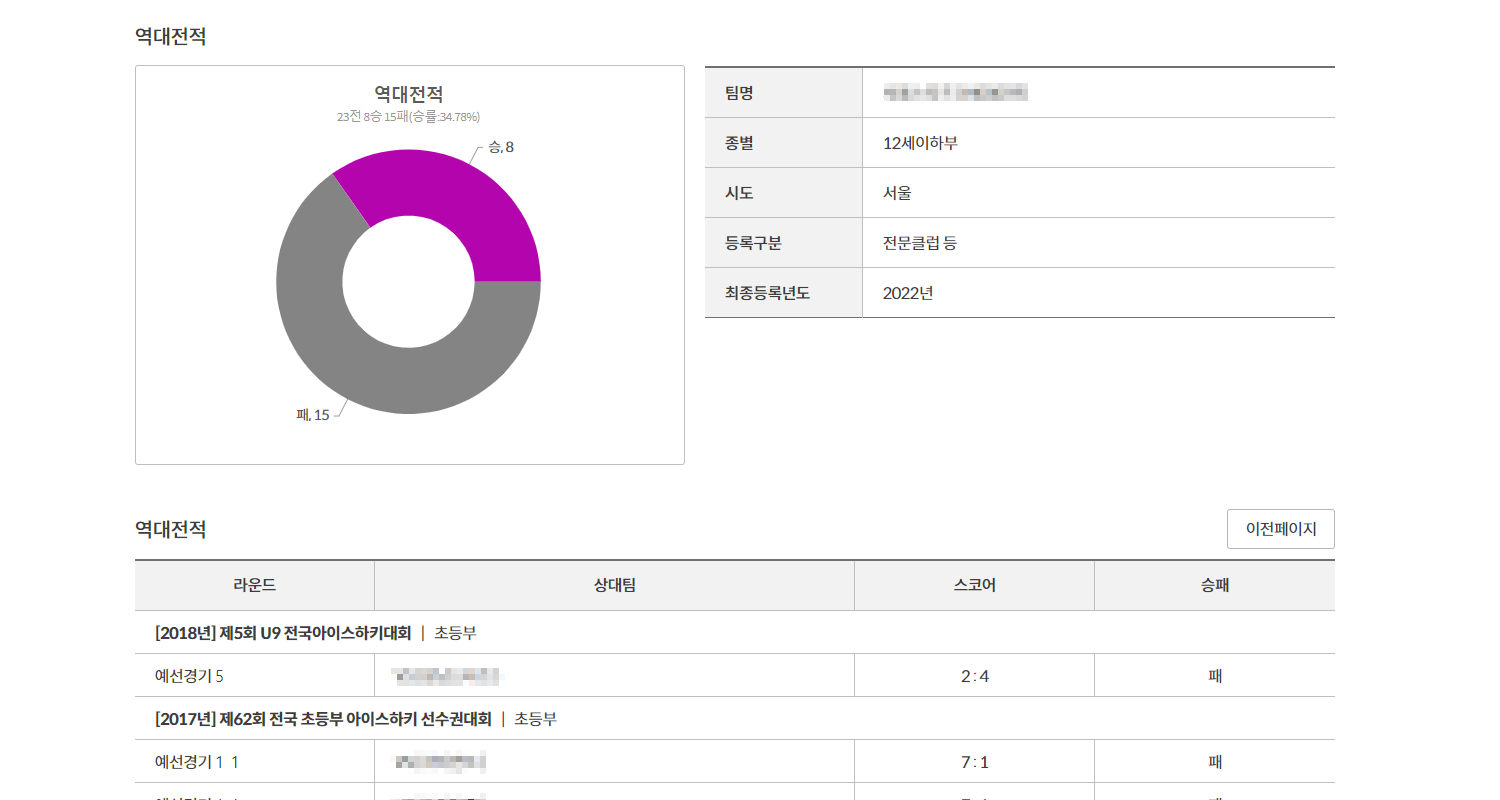 역대전적
역대전적
23전 8승 15패(승률:34.78%)
승, 8
패, 15
팀명
종별 12세이하부
시도 서울
등록구분 전문클럽 등
최종등록년도 2022년
역대전적
이전페이지
라운드 상대팀 스코어 승패
[2018년] 제5회 U9 전국아이스하키대회 | 초등부
예선경기 5 2 : 4 패
[2017년] 제62회 전국 초등부 아이스하키 선수권대회 | 초등부
예선경기 1 1 7 : 1 패